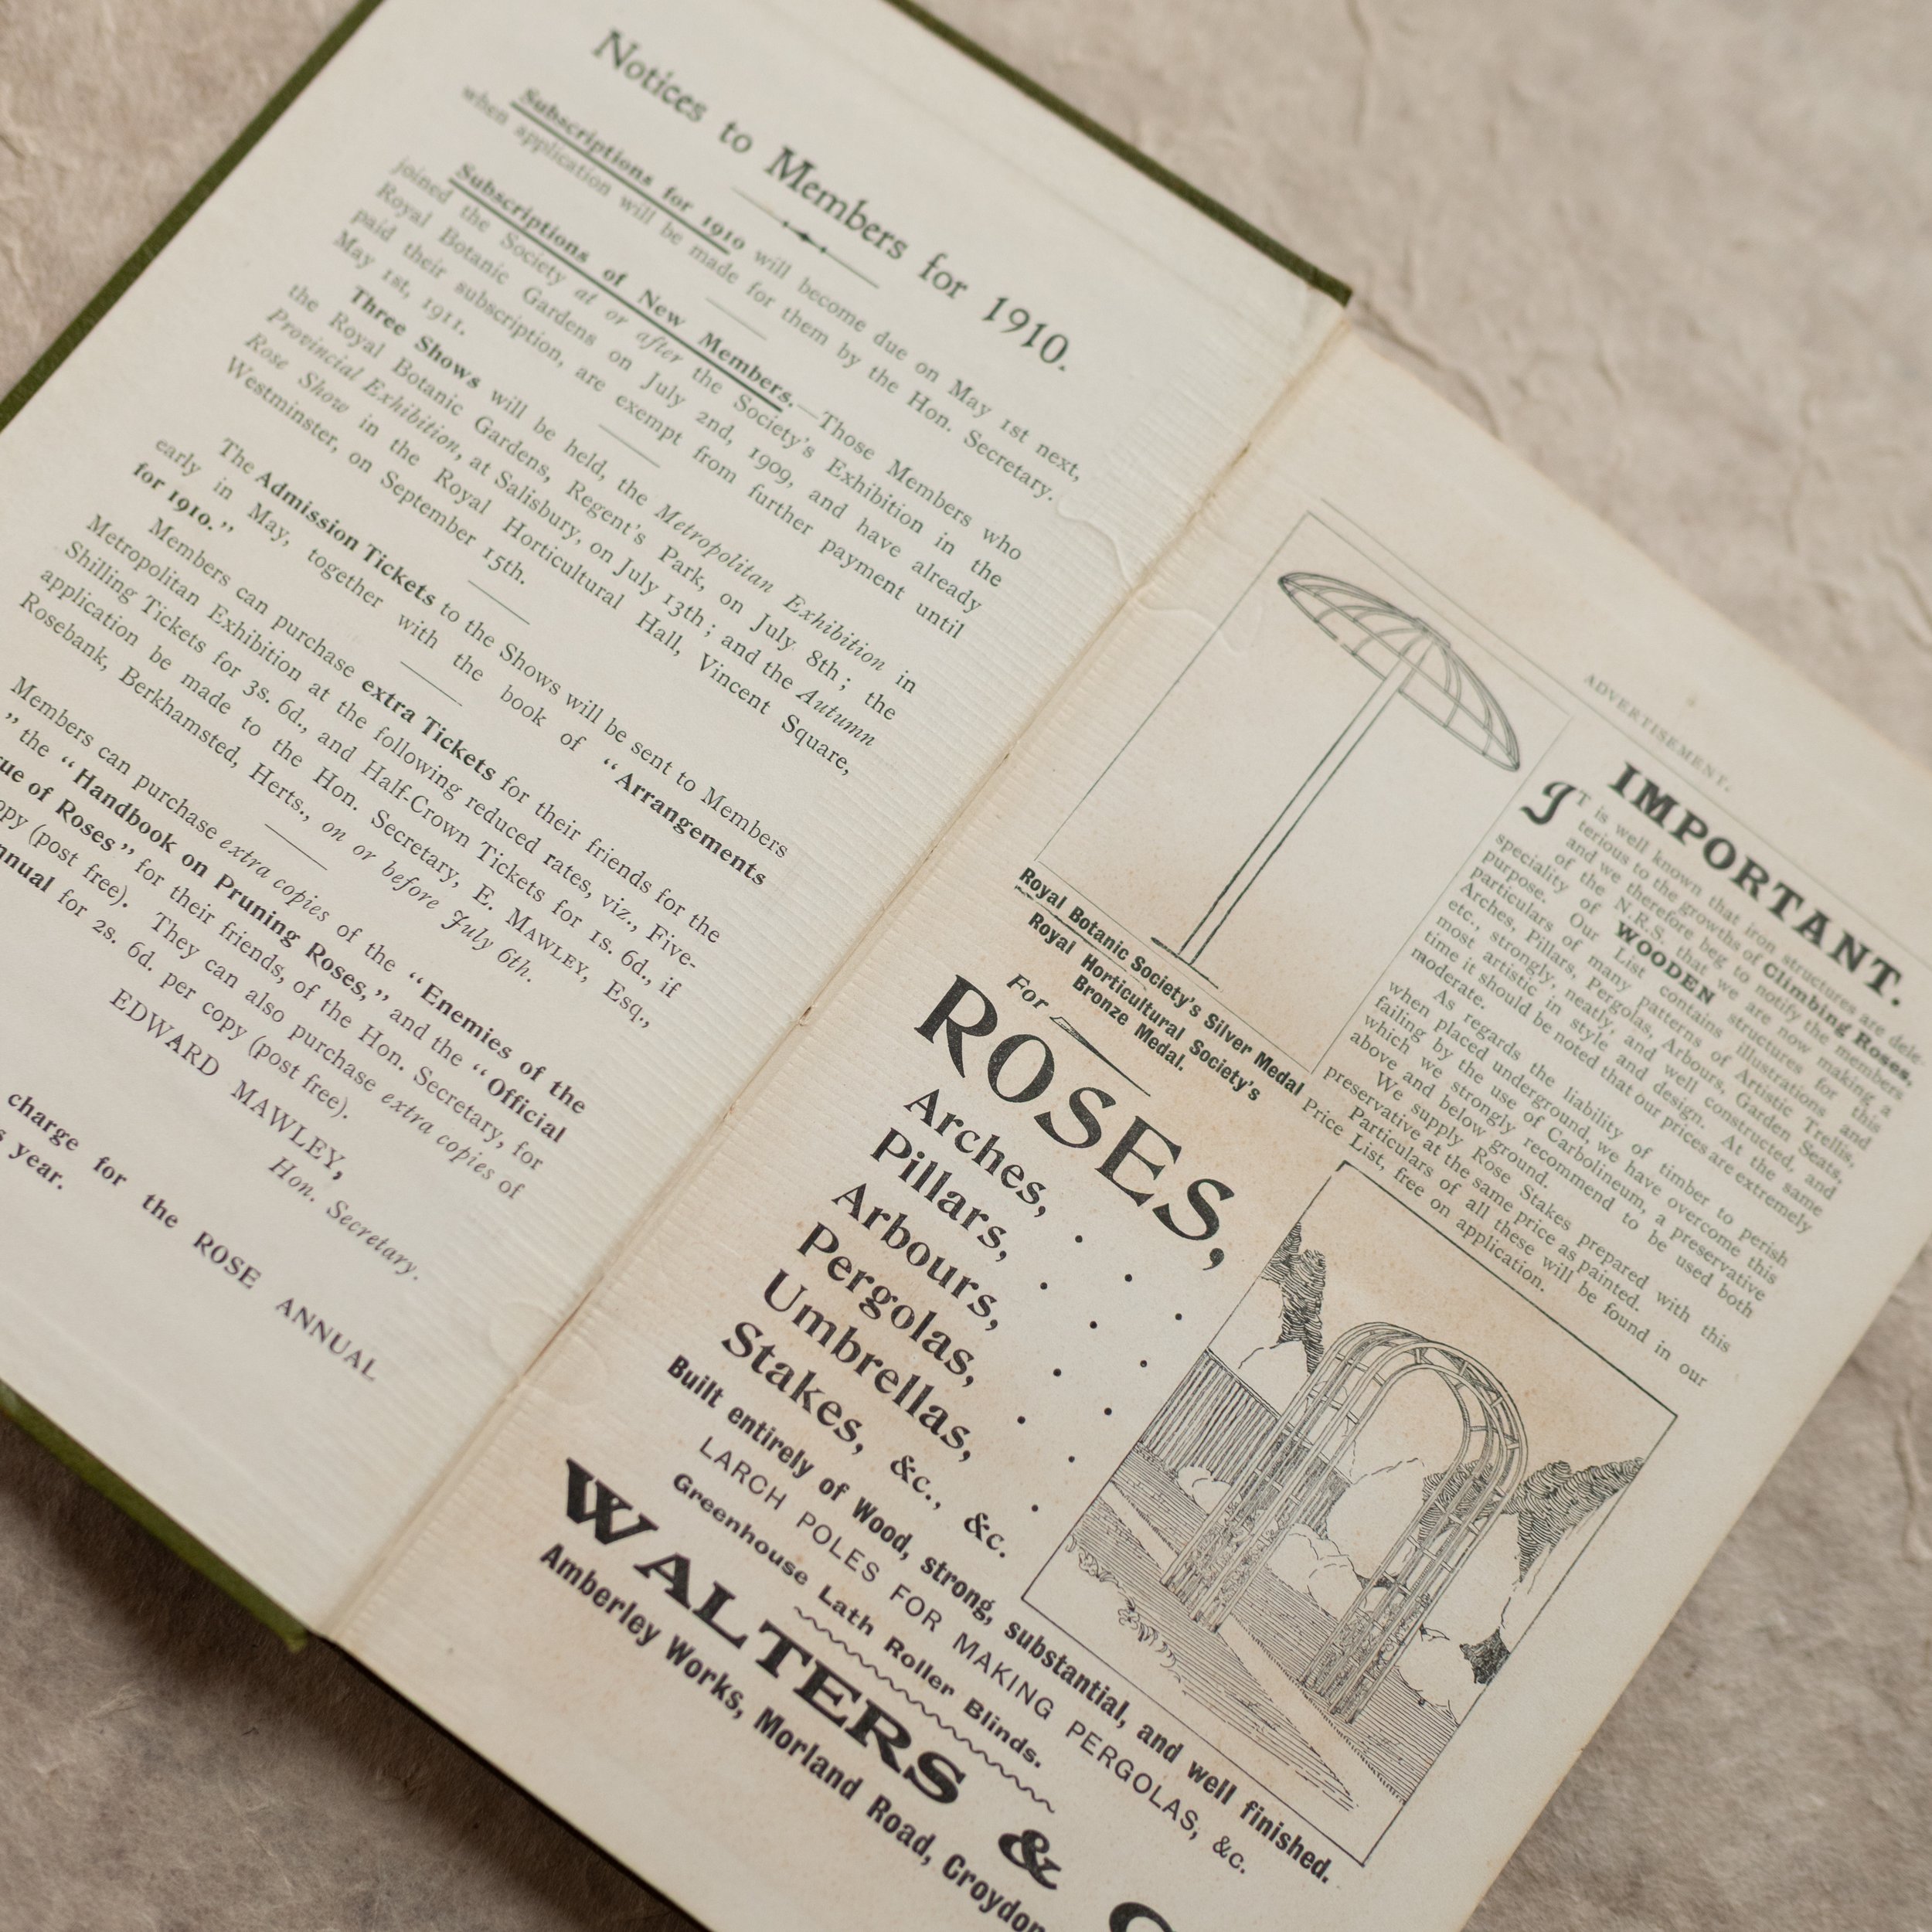 Notices to Members for 1910.
Subscriptions for 1910 will become due on May 1st next,
when application will be made for them by the Hon. Secretary.
Subscriptions of New Members.—Those Members who
joined the Society at or after the Society's Exhibition in the
Royal Botanic Gardens on July 2nd, 1909, and have already
paid their subscription, are exempt from further payment until
May 1st, 1911.
Three Shows will be held, the Metropolitan Exhibition in
the Royal Botanic Gardens, Regent's Park, on July 8th; the
Provincial Exhibition, at Salisbury, on July 13th; and the Autumn
Rose Show in the Royal Horticultural Hall, Vincent Square,
Westminster, on September 15th.
The Admission Tickets to the Shows will be sent to Members
early in May, together with the book of “Arrangements
for 1910.”
Members can purchase extra Tickets for their friends for the
Metropolitan Exhibition at the following reduced rates, viz., Five-
Shilling Tickets for 3s. 6d., and Half-Crown Tickets for 1s. 6d., if
application be made to the Hon. Secretary, E. MAWLEY, Esq.,
Rosebank, Berkhamsted, Herts., on or before July 6th.
Members can purchase extra copies of the “Enemies of the
” the “Handbook on Pruning Roses,” and the “Official
ue of Roses” for their friends, of the Hon. Secretary, for
opy (post free). They can also purchase extra copies of
nnual for 2s. 6d. per copy (post free).
EDWARD MAWLEY,
Hon. Secretary.
charge for the ROSE ANNUAL
s year.
ADVERTISEMENT.
IMPORTANT.
IT is well known that iron structures are dele
terious to the growths of Climbing Roses,
and we therefore beg to notify the members
of the N.R.S. that we are now making a
speciality of WOODEN structures for this
purpose. Our List contains illustrations and
particulars of many patterns of Artistic Trellis,
Arches, Pillars, Pergolas, Arbours, Garden Seats,
etc., strongly, neatly, and well constructed, and
most artistic in style and design. At the same
time it should be noted that our prices are extremely
moderate.
As regards the liability of timber to perish
when placed underground, we have overcome this
failing by the use of Carbolineum, a preservative
which we strongly recommend to be used both
above and below ground.
We supply Rose Stakes prepared with this
preservative at the same price as painted.
Particulars of all these will be found in our
Price List, free on application.
Royal Botanic Society's Silver Medal
Royal Horticultural Society's
Bronze Medal.
For
ROSES,
Arches,
Pillars,
Arbours,
Pergolas,
Umbrellas,
Stakes, &c., &c.
Built entirely of Wood, strong, substantial, and well finished.
LARCH POLES FOR MAKING PERGOLAS, &c.
Greenhouse Lath Roller Blinds.
WALTERS & C
Amberley Works, Morland Road, Croydon